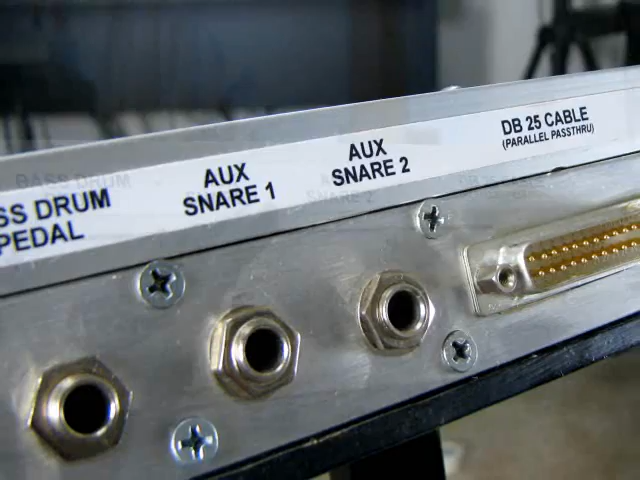 SS DRUM
PEDAL
AUX
SNARE 1
AUX
SNARE 2
DB 25 CABLE
(PARALLEL PASSTHRU)